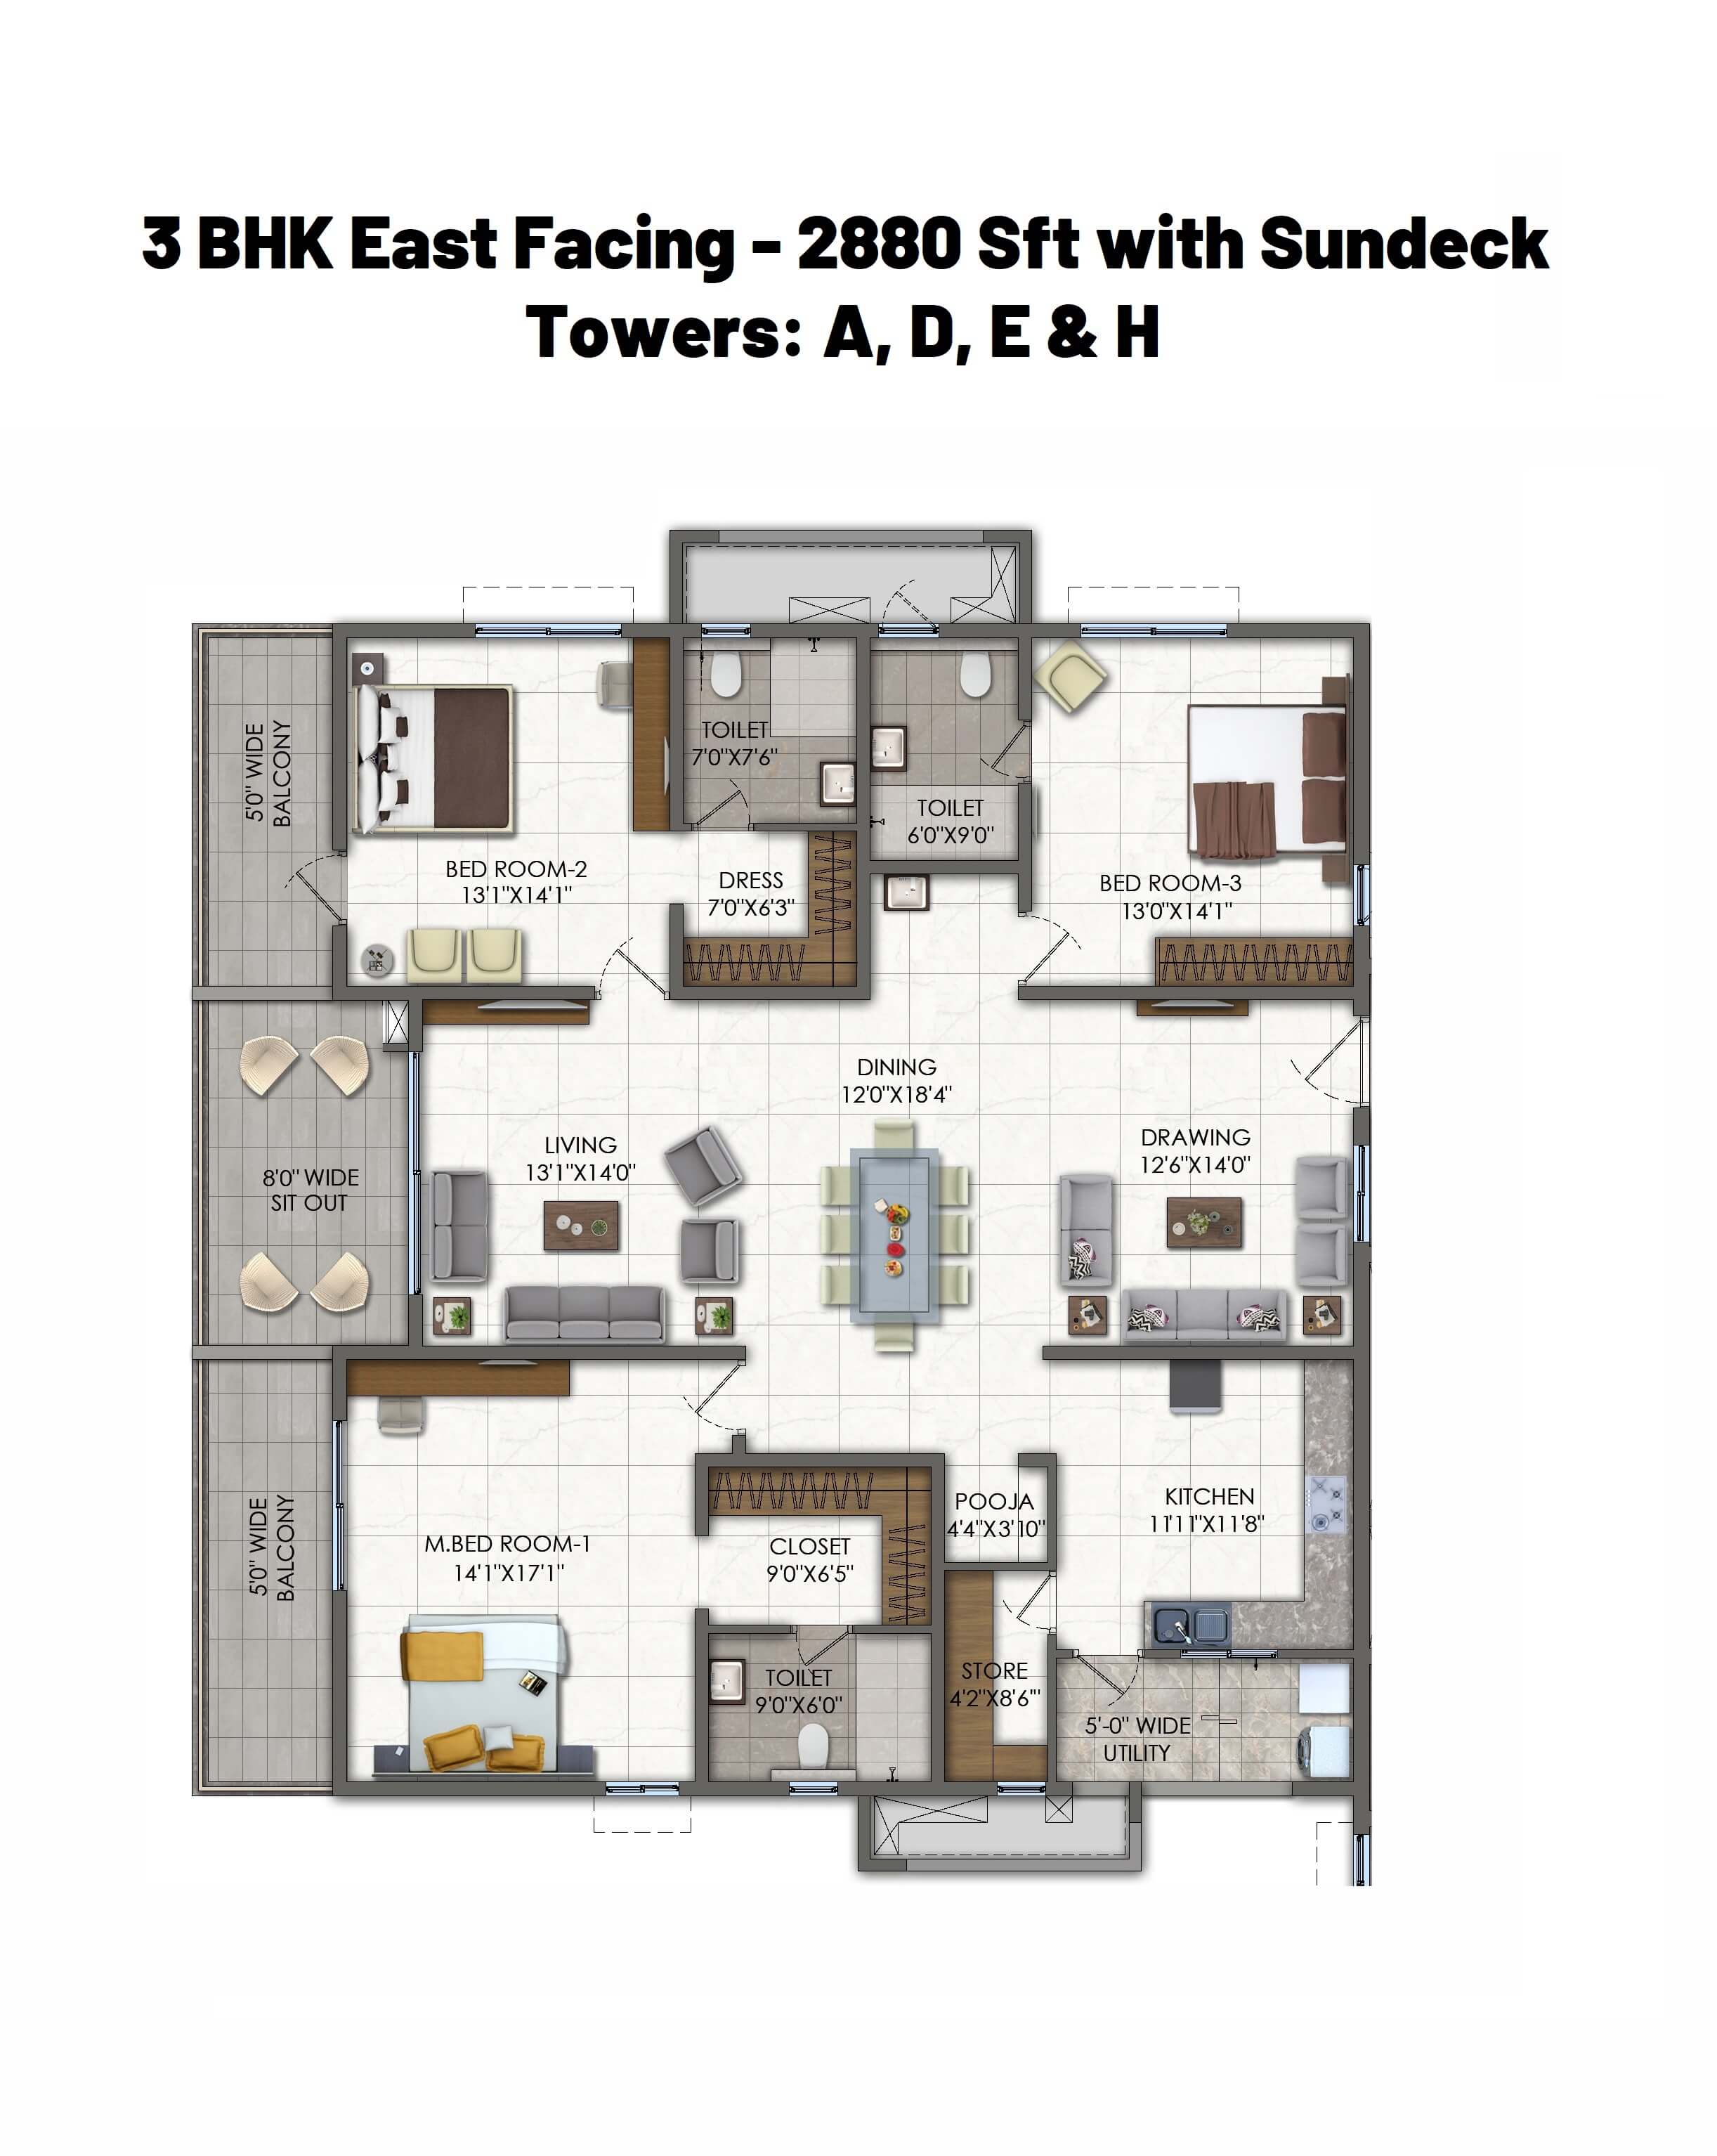 3 BHK East Facing - 2880 Sft with Sundeck
Towers: A, D, E & H
5'0" WIDE
BALCONY
BED ROOM-2
13'1"X14'1"
TOILET
7'0"X7'6"
DRESS
7'0"X6'3"
TOILET
6'0"X9'0"
BED ROOM-3
13'0"X14'1"
8'0" WIDE
SIT OUT
LIVING
13'1"X14'0"
DINING
12'0"X18'4"
DRAWING
12'6"X14'0"
5'0" WIDE
BALCONY
M.BED ROOM-1
14'1"X17'1"
CLOSET
9'0"X6'5"
TOILET
9'0"X6'0"
POOJA
4'4"X3'10"
STORE
4'2"X8'6'"
KITCHEN
11'11"X11'8"
5'-0" WIDE
UTILITY